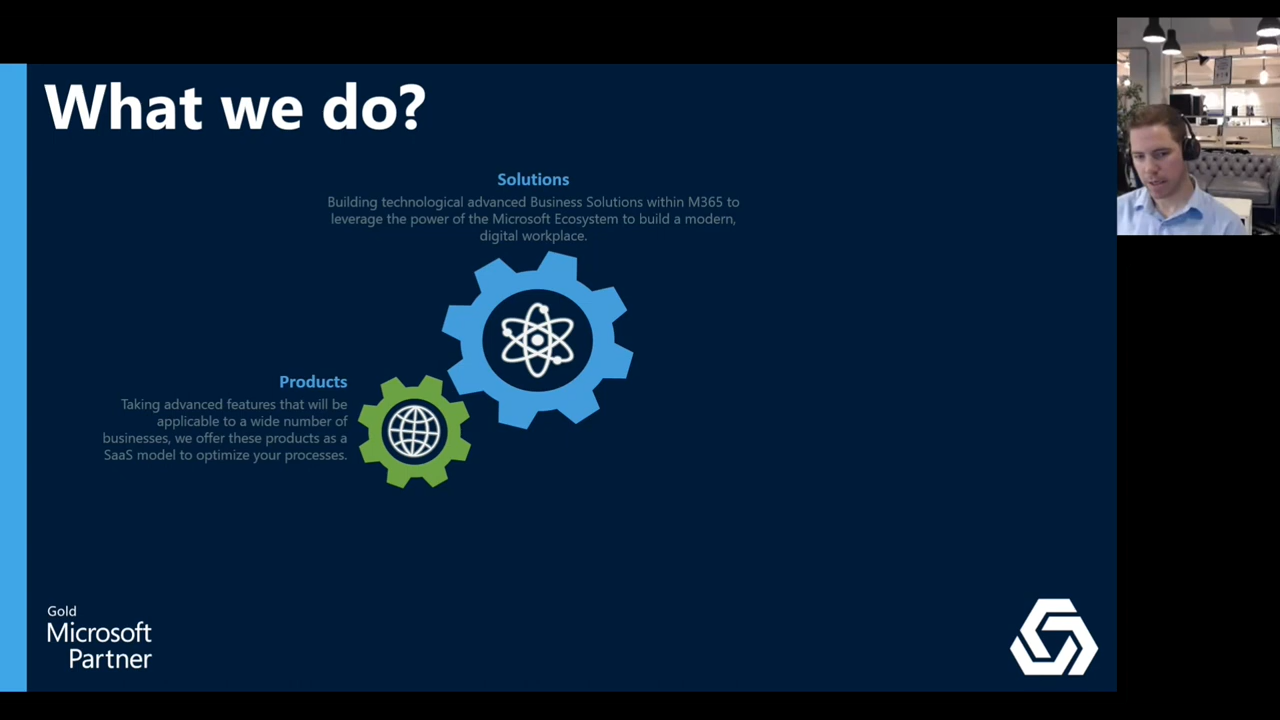 What we do?
Solutions
Building technological advanced Business Solutions within M365 to
leverage the power of the Microsoft Ecosystem to build a modern,
digital workplace.
Products
Taking advanced features that will be
applicable to a wide number of
businesses, we offer these products as a
SaaS model to optimize your processes.
Gold
Microsoft
Partner